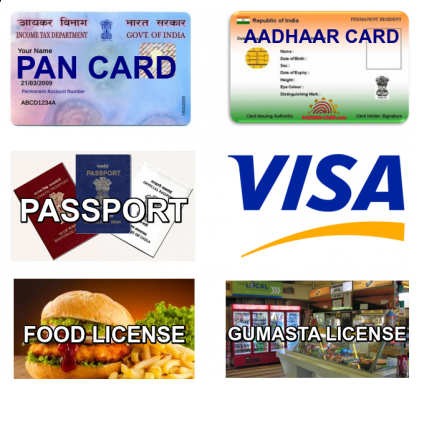 आयकर विभाग भारत सरकार
INCOME TAX DEPARTMENT GOVT. OF INDIA
Your Name
PAN CARD
21/03/2009
Permanent Account Number
ABCD1234A
Republic of India PERMANENT RESIDENT
AADHAAR CARD
Name :
Date of Birth :
Sex :
Date of Expiry :
Height :
Eye Colour :
Distinguishing Mark :
Card Issuing Authority Card Holder Signature
PASSPORT
VISA
FOOD LICENSE
LOCAL
GUMASTA LICENSE